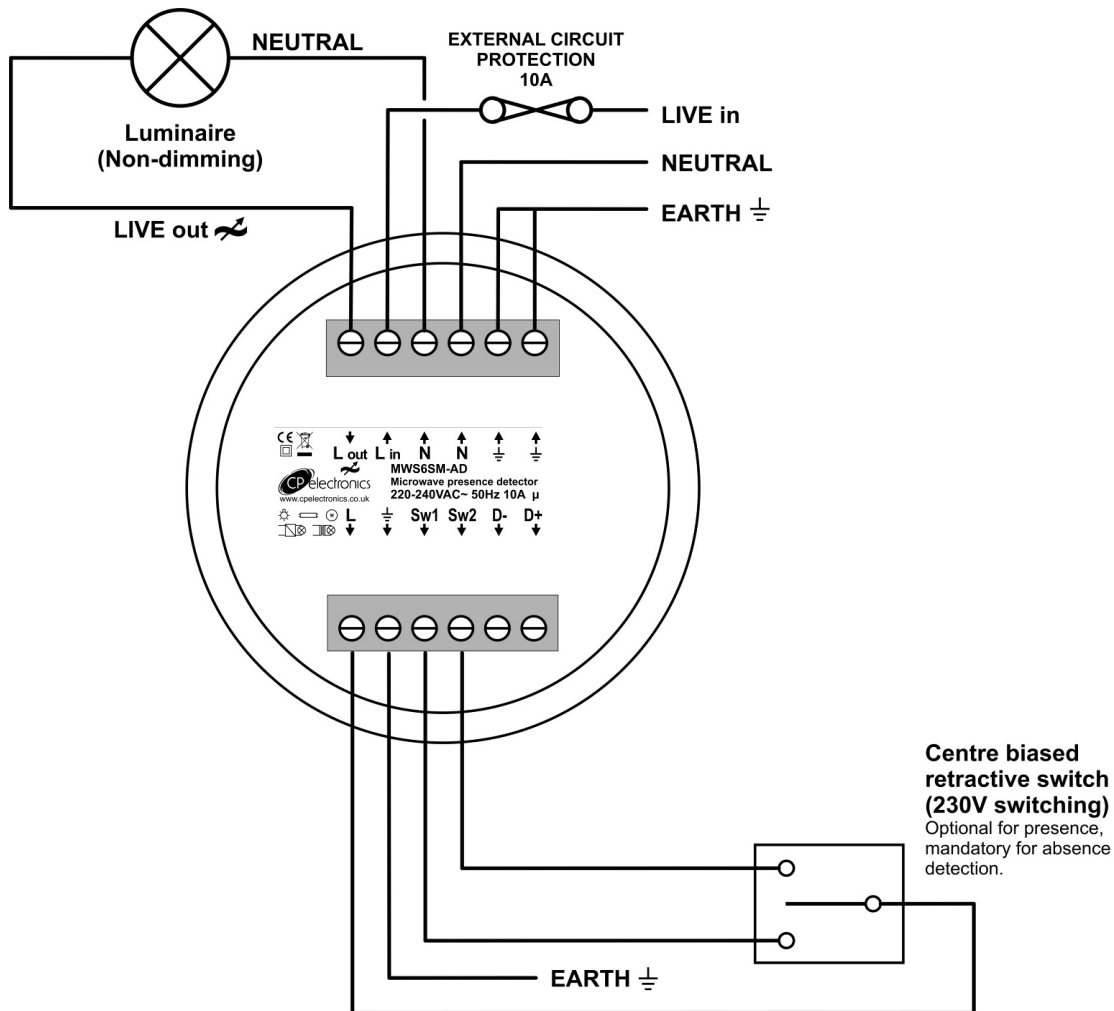 NEUTRAL
EXTERNAL CIRCUIT
PROTECTION
10A
LIVE in
Luminaire
(Non-dimming)
NEUTRAL
LIVE out
EARTH
L out L in N N
MWS6SM-AD
Microwave presence detector
220-240VAC~ 50Hz 10A µ
CP electronics
www.cpelectronics.co.uk
L Sw1 Sw2 D- D+
Centre biased
retractive switch
(230V switching)
Optional for presence,
mandatory for absence
detection.
EARTH